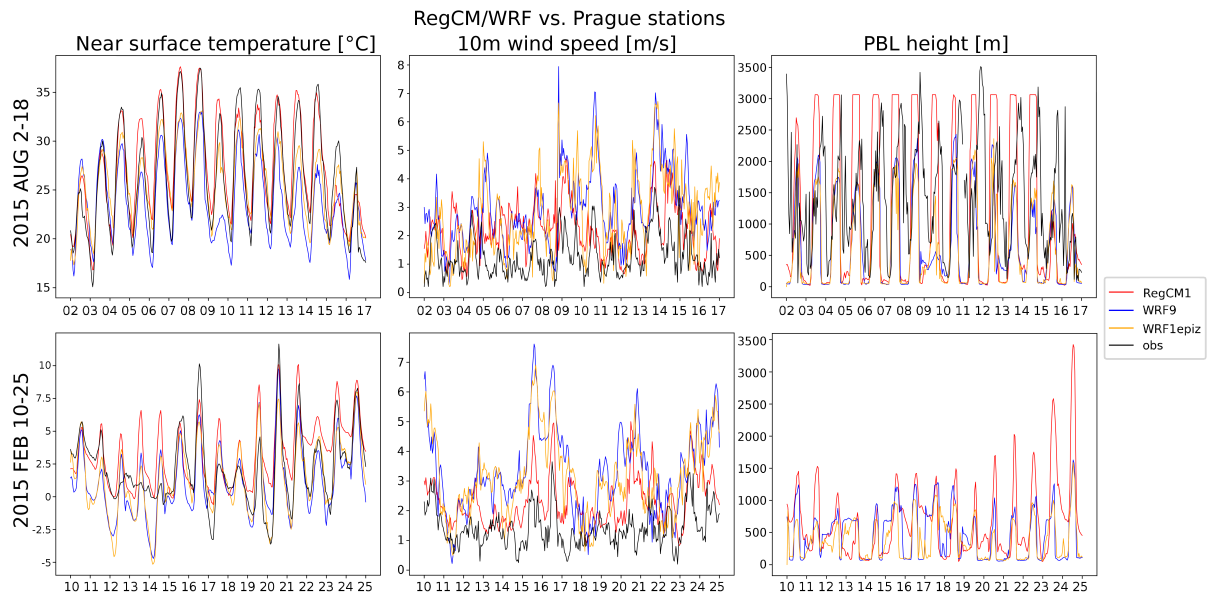 RegCM/WRF vs. Prague stations
Near surface temperature [°C]
10m wind speed [m/s]
PBL height [m]
2015 AUG 2-18
35
30
25
20
15
02 03 04 05 06 07 08 09 10 11 12 13 14 15 16 17
8
7
6
5
4
3
2
1
0
02 03 04 05 06 07 08 09 10 11 12 13 14 15 16 17
3500
3000
2500
2000
1500
1000
500
0
02 03 04 05 06 07 08 09 10 11 12 13 14 15 16 17
RegCM1
WRF9
WRF1epiz
obs
2015 FEB 10-25
10.0
7.5
5.0
2.5
0.0
-2.5
-5.0
10 11 12 13 14 15 16 17 18 19 20 21 22 23 24 25
7
6
5
4
3
2
1
0
10 11 12 13 14 15 16 17 18 19 20 21 22 23 24 25
3500
3000
2500
2000
1500
1000
500
0
10 11 12 13 14 15 16 17 18 19 20 21 22 23 24 25